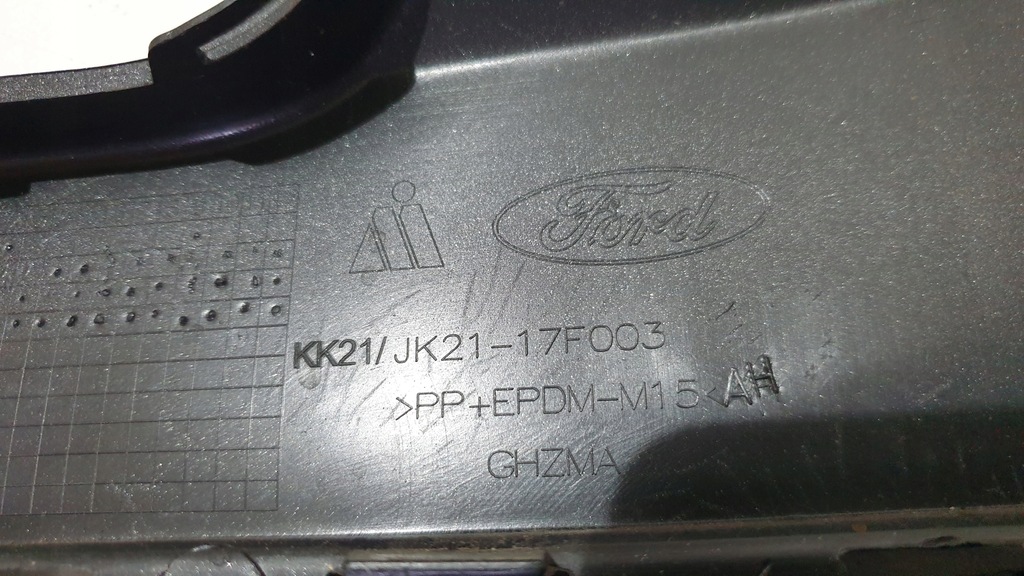 Ford
KK21/JK21-17F003
>PP+EPDM-M15< AH
GHZMA